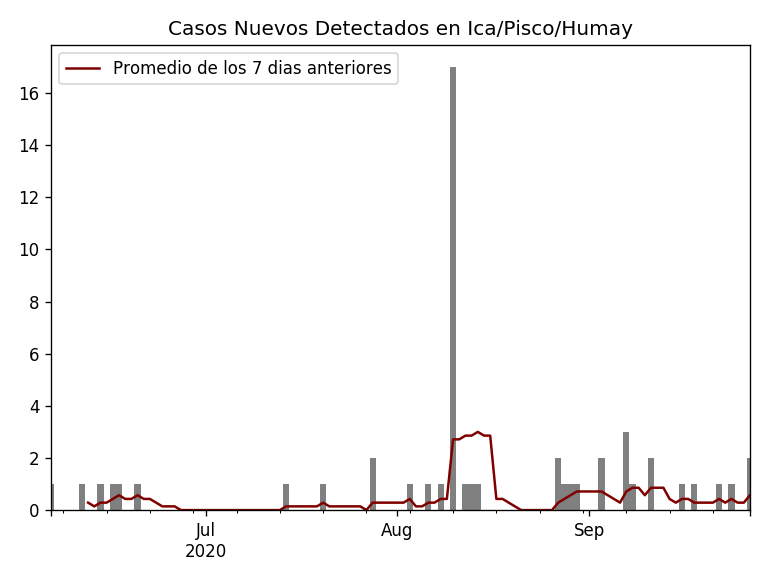 Casos Nuevos Detectados en Ica/Pisco/Humay
Promedio de los 7 dias anteriores
16
14
12
10
8
6
4
2
0
Jul
2020
Aug
Sep